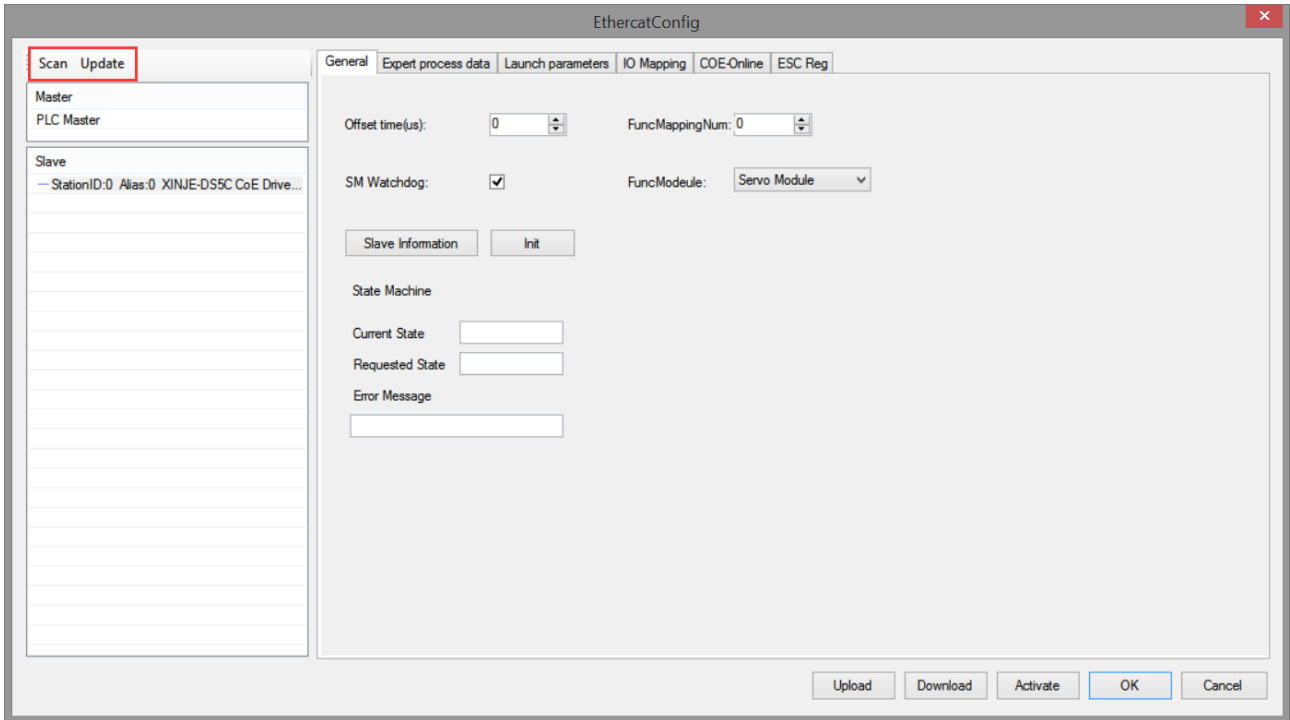 EthercatConfig
Scan Update
General Expert process data Launch parameters IO Mapping COE-Online ESC Reg
Master
PLC Master
Slave
StationID:0 Alias:0 XINJE-DS5C CoE Drive...
Offset time(us): 0 FuncMappingNum: 0
SM Watchdog: FuncModeule: Servo Module
Slave Information Init
State Machine
Current State
Requested State
Error Message
Upload Download Activate OK Cancel